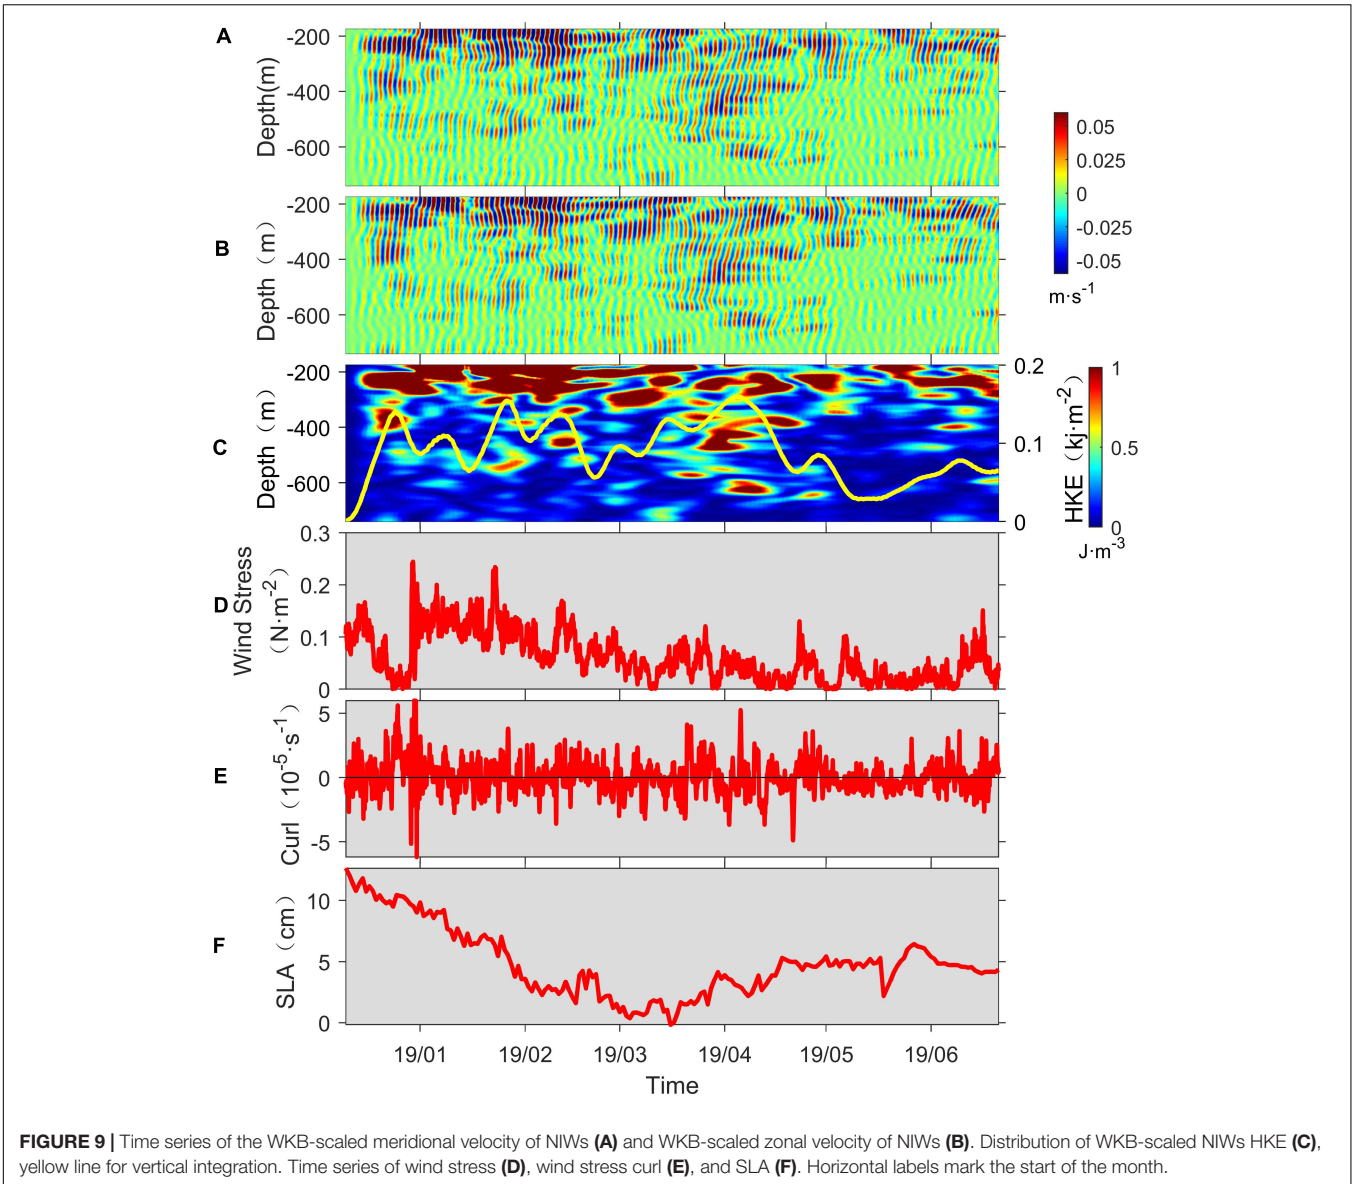 A
Depth(m)
-200
-400
-600
0.05
0.025
0
-0.025
-0.05
m·s-1
B
Depth（m）
-200
-400
-600
C
Depth（m）
-200
-400
-600
0.2
0.1
0
HKE（kj·m-2）
1
0.5
0
J·m-3
D
Wind Stress
（N·m-2）
0.3
0.2
0.1
0
E
Curl（10-5·s-1）
5
0
-5
F
SLA（cm）
10
5
0
19/01 19/02 19/03 19/04 19/05 19/06
Time
FIGURE 9 | Time series of the WKB-scaled meridional velocity of NIWs (A) and WKB-scaled zonal velocity of NIWs (B). Distribution of WKB-scaled NIWs HKE (C),
yellow line for vertical integration. Time series of wind stress (D), wind stress curl (E), and SLA (F). Horizontal labels mark the start of the month.